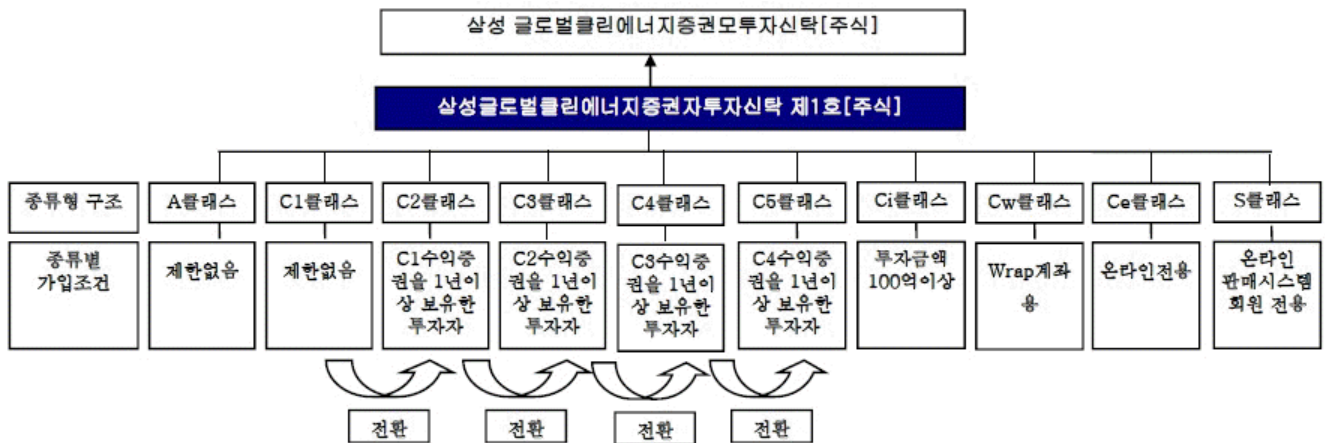 삼성 글로벌클린에너지증권모투자신탁[주식]
삼성글로벌클린에너지증권자투자신탁 제1호[주식]
종류형 구조
A클래스
C1클래스
C2클래스
C3클래스
C4클래스
C5클래스
Ci클래스
Cw클래스
Ce클래스
S클래스
종류별
가입조건
제한없음
제한없음
C1수익증
권을 1년이
상 보유한
투자자
C2수익증
권을 1년이
상 보유한
투자자
C3수익증
권을 1년이
상 보유한
투자자
C4수익증
권을 1년이
상 보유한
투자자
투자금액
100억이상
Wrap계좌
용
온라인전용
온라인
판매시스템
회원 전용
전환
전환
전환
전환